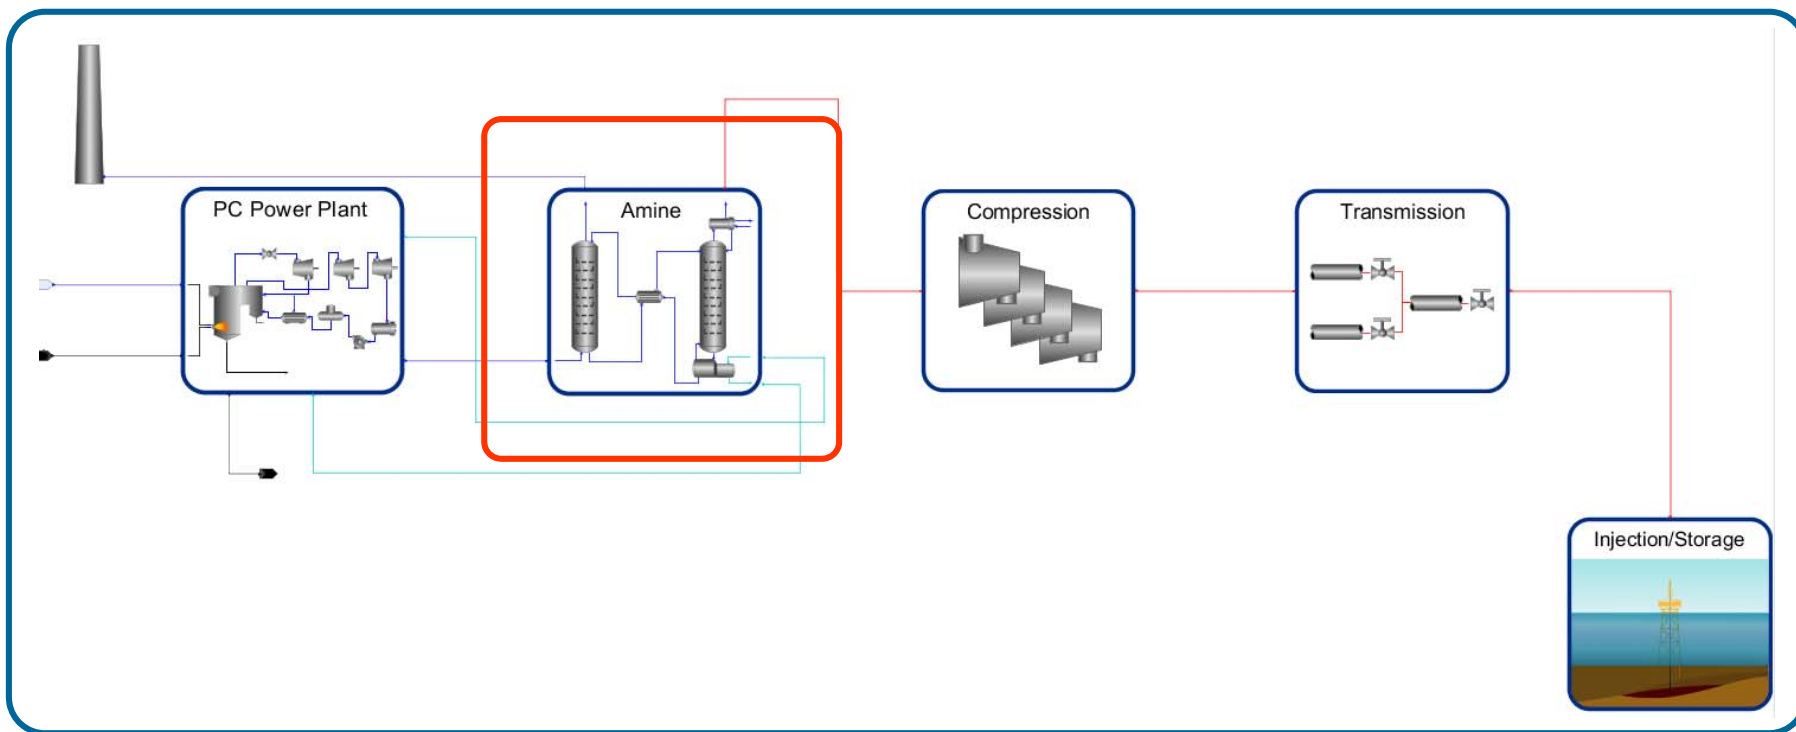 PC Power Plant
Amine
Compression
Transmission
Injection/Storage